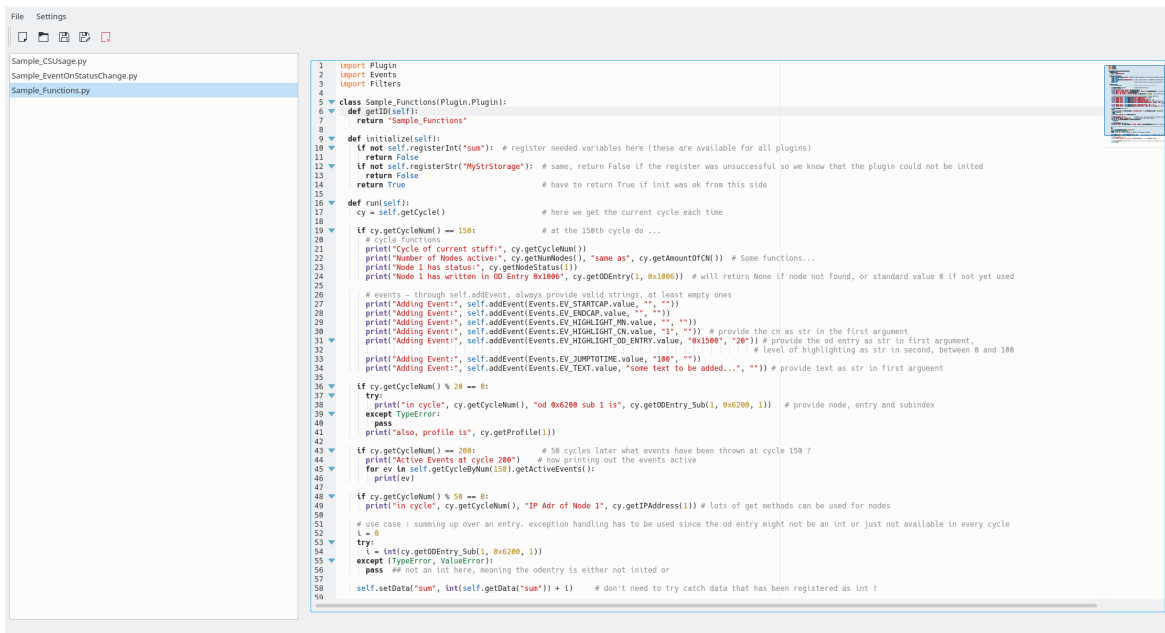 File Settings
Sample_CSUsage.py
Sample_EventOnStatusChange.py
Sample_Functions.py
1 import Plugin
2 import Events
3 import Filters
4
5 class Sample_Functions(Plugin.Plugin):
6 def getID(self):
7 return "Sample_Functions"
8
9 def initialize(self):
10 if not self.registerInt("sum"): # register needed variables here (these are available for all plugins)
11 return False
12 if not self.registerStr("MyStrStorage"): # same, return False if the register was unsuccessful so we know that the plugin could not be inited
13 return False
14 return True # have to return True if init was ok from this side
15
16 def run(self):
17 cy = self.getCycle() # here we get the current cycle each time
18
19 if cy.getCycleNum() == 150: # at the 150th cycle do ...
20 # cycle functions
21 print("Cycle of current stuff:", cy.getCycleNum())
22 print("Number of Nodes active:", cy.getNumNodes(), "same as", cy.getAmountOfCN()) # Some functions...
23 print("Node 1 has status:", cy.getNodeStatus(1))
24 print("Node 1 has written in OD Entry 0x1006", cy.getODEntry(1, 0x1006)) # will return None if node not found, or standard value 0 if not yet used
25
26 # events - through self.addEvent, always provide valid strings, at least empty ones
27 print("Adding Event:", self.addEvent(Events.EV_STARTCAP.value, "", ""))
28 print("Adding Event:", self.addEvent(Events.EV_ENDCAP.value, "", ""))
29 print("Adding Event:", self.addEvent(Events.EV_HIGHLIGHT_MN.value, "", ""))
30 print("Adding Event:", self.addEvent(Events.EV_HIGHLIGHT_CN.value, "1", "")) # provide the cn as str in the first argument
31 print("Adding Event:", self.addEvent(Events.EV_HIGHLIGHT_OD_ENTRY.value, "0x1500", "20")) # provide the od entry as str in first argument,
32 # level of highlighting as str in second, between 0 and 100
33 print("Adding Event:", self.addEvent(Events.EV_JUMPTOTIME.value, "100", ""))
34 print("Adding Event:", self.addEvent(Events.EV_TEXT.value, "some text to be added...", "")) # provide text as str in first argument
35
36 if cy.getCycleNum() % 20 == 0:
37 try:
38 print("in cycle", cy.getCycleNum(), "od 0x6200 sub 1 is", cy.getODEntry_Sub(1, 0x6200, 1)) # provide node, entry and subindex
39 except TypeError:
40 pass
41 print("also, profile is", cy.getProfile(1))
42
43 if cy.getCycleNum() == 200: # 50 cycles later what events have been thrown at cycle 150 ?
44 print("Active Events at cycle 200") # now printing out the events active
45 for ev in self.getCycleByNum(150).getActiveEvents():
46 print(ev)
47
48 if cy.getCycleNum() % 50 == 0:
49 print("in cycle", cy.getCycleNum(), "IP Adr of Node 1", cy.getIPAddress(1)) # lots of get methods can be used for nodes
50
51 # use case : summing up over an entry. exception handling has to be used since the od entry might not be an int or just not available in every cycle
52 i = 0
53 try:
54 i = int(cy.getODEntry_Sub(1, 0x6200, 1))
55 except (TypeError, ValueError):
56 pass ## not an int here, meaning the odentry is either not inited or
57
58 self.setData("sum", int(self.getData("sum")) + i) # don't need to try catch data that has been registered as int !
59